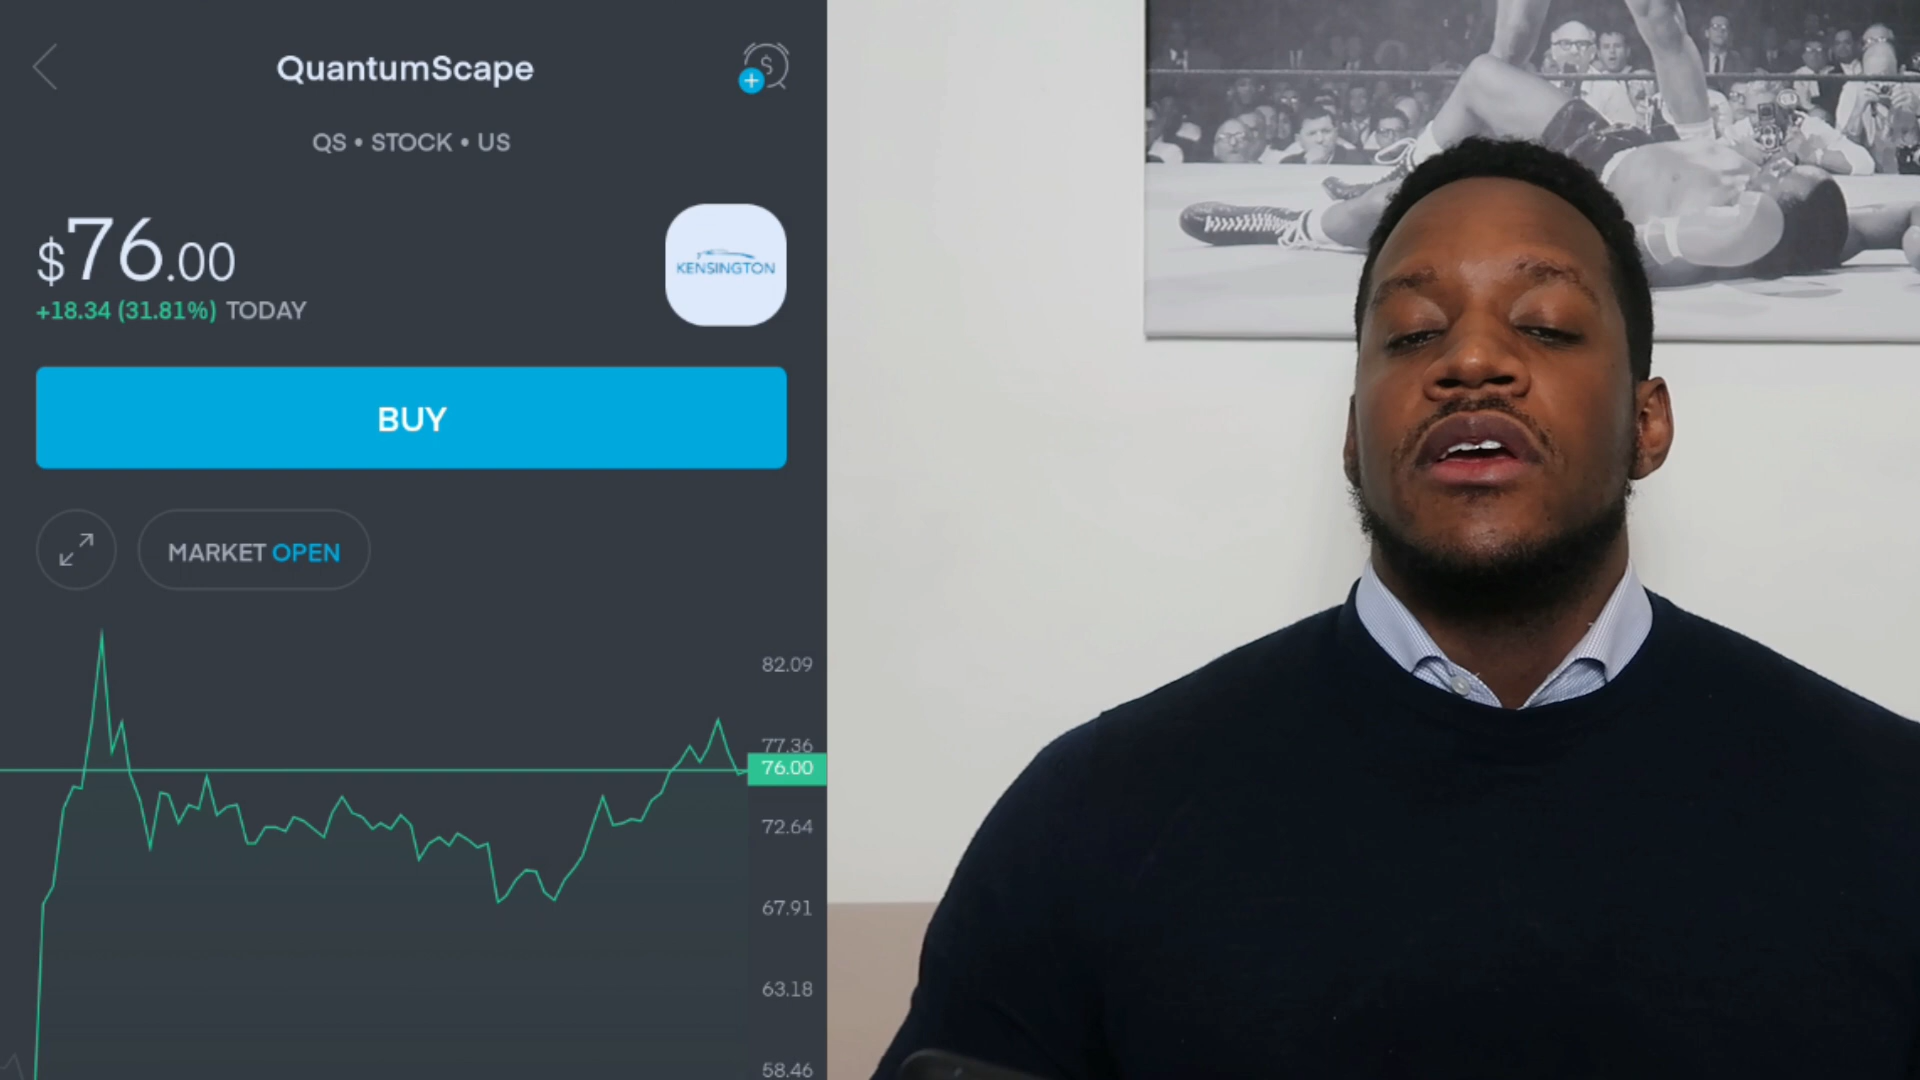 QuantumScape
$
+
QS • STOCK • US
$76.00
+18.34 (31.81%) TODAY
KENSINGTON
BUY
MARKET OPEN
82.09
77.36
76.00
72.64
67.91
63.18
58.46